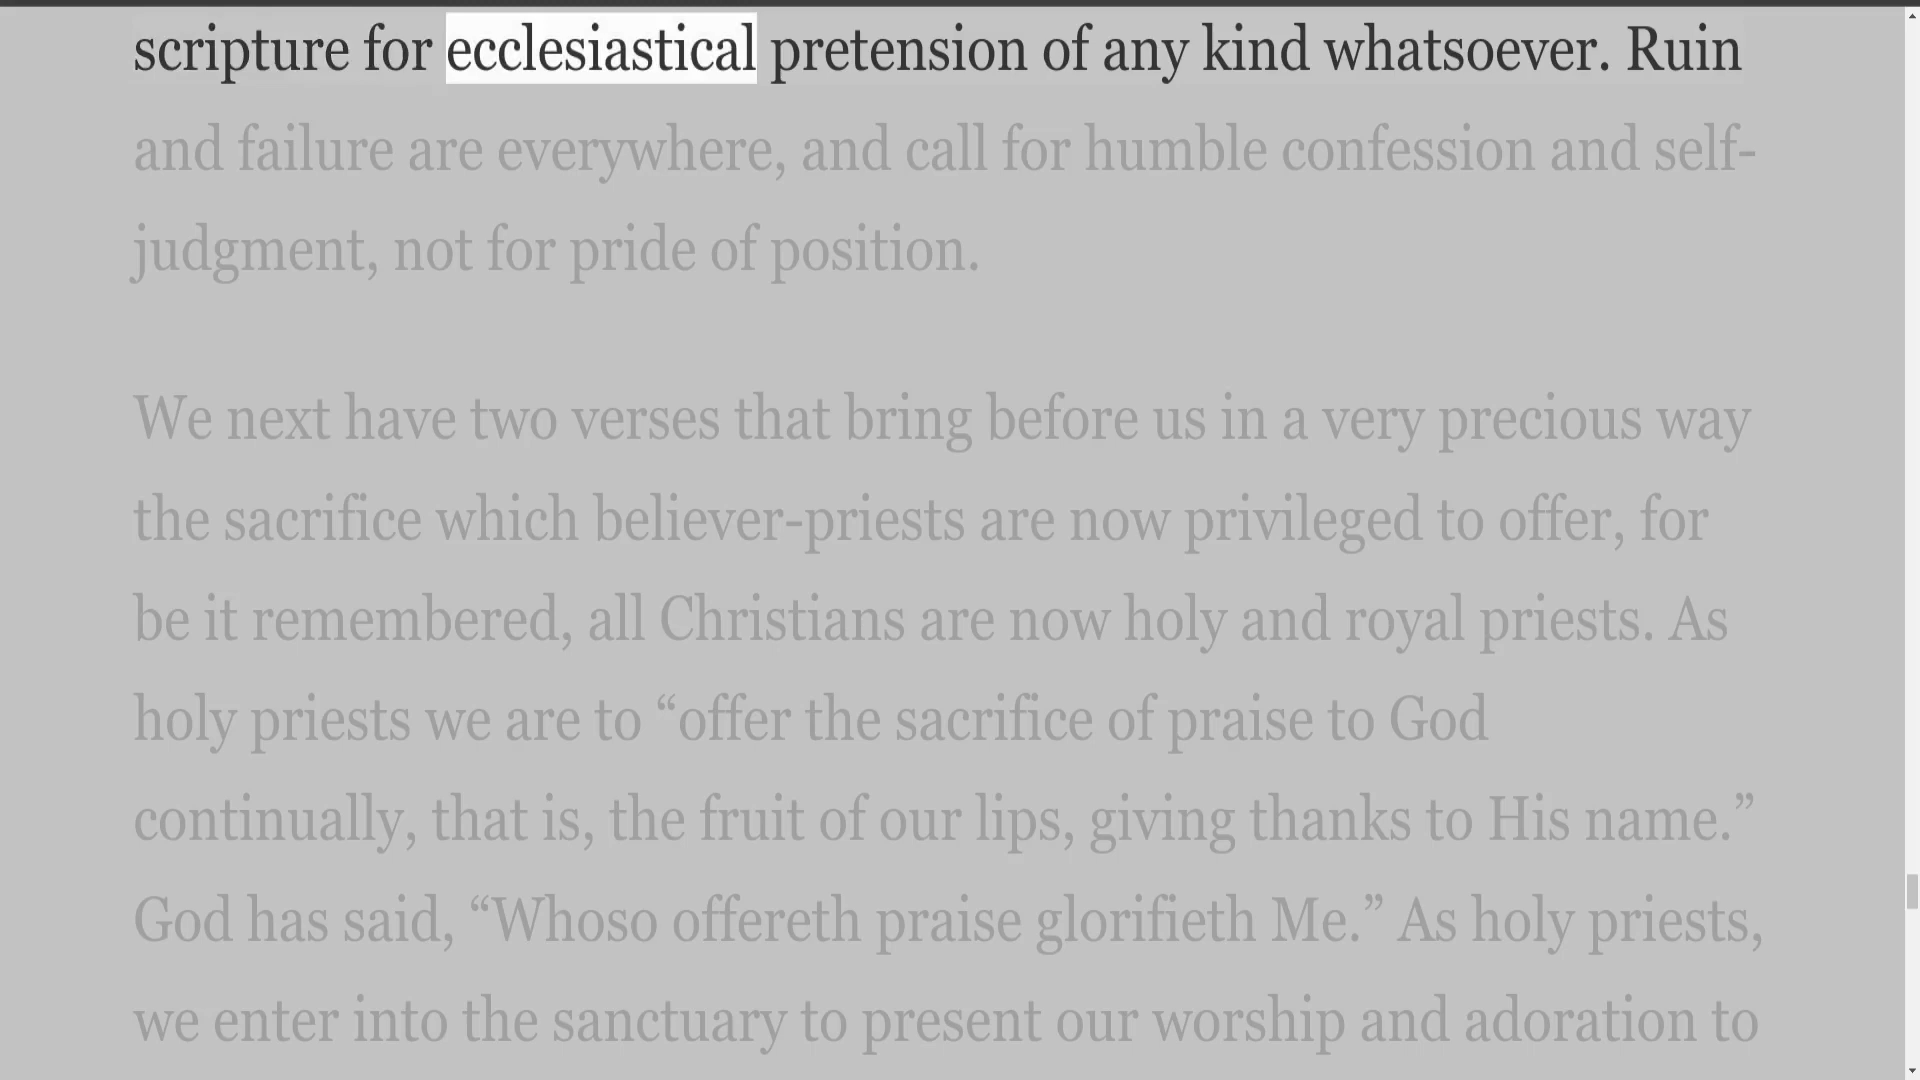 scripture for ecclesiastical pretension of any kind whatsoever. Ruin
and failure are everywhere, and call for humble confession and self-
judgment, not for pride of position.
We next have two verses that bring before us in a very precious way
the sacrifice which believer-priests are now privileged to offer, for
be it remembered, all Christians are now holy and royal priests. As
holy priests we are to “offer the sacrifice of praise to God
continually, that is, the fruit of our lips, giving thanks to His name.”
God has said, “Whoso offereth praise glorifieth Me.” As holy priests,
we enter into the sanctuary to present our worship and adoration to